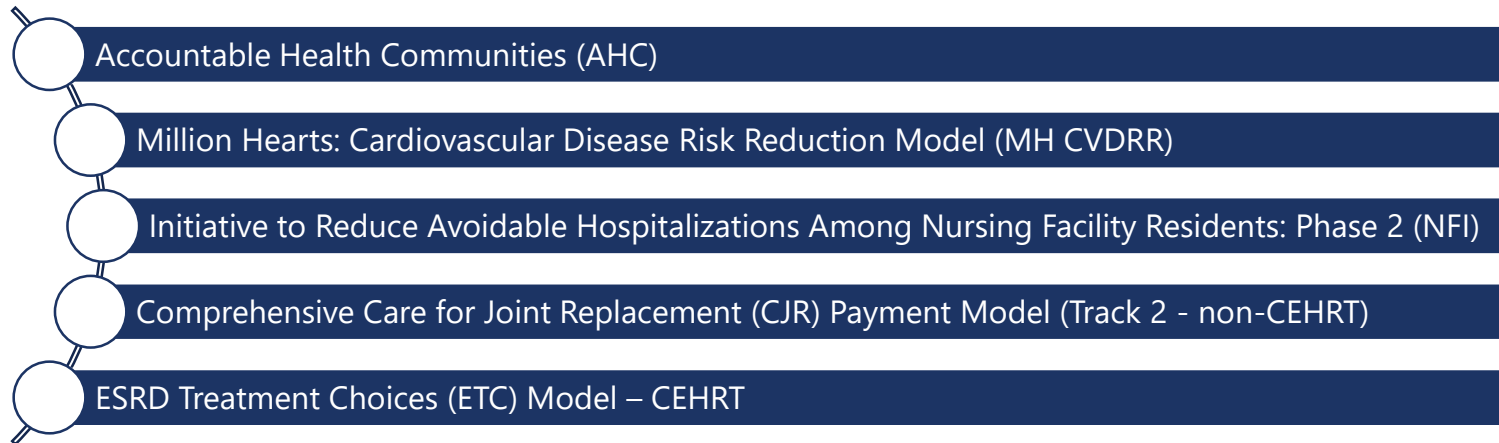 Accountable Health Communities (AHC)
Million Hearts: Cardiovascular Disease Risk Reduction Model (MH CVDRR)
Initiative to Reduce Avoidable Hospitalizations Among Nursing Facility Residents: Phase 2 (NFI)
Comprehensive Care for Joint Replacement (CJR) Payment Model (Track 2 - non-CEHRT)
ESRD Treatment Choices (ETC) Model – CEHRT